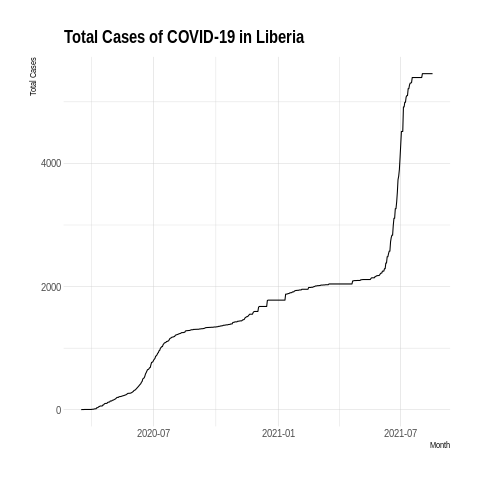 Total Cases of COVID-19 in Liberia
Total Cases
4000
2000
0
2020-07 2021-01 2021-07
Month